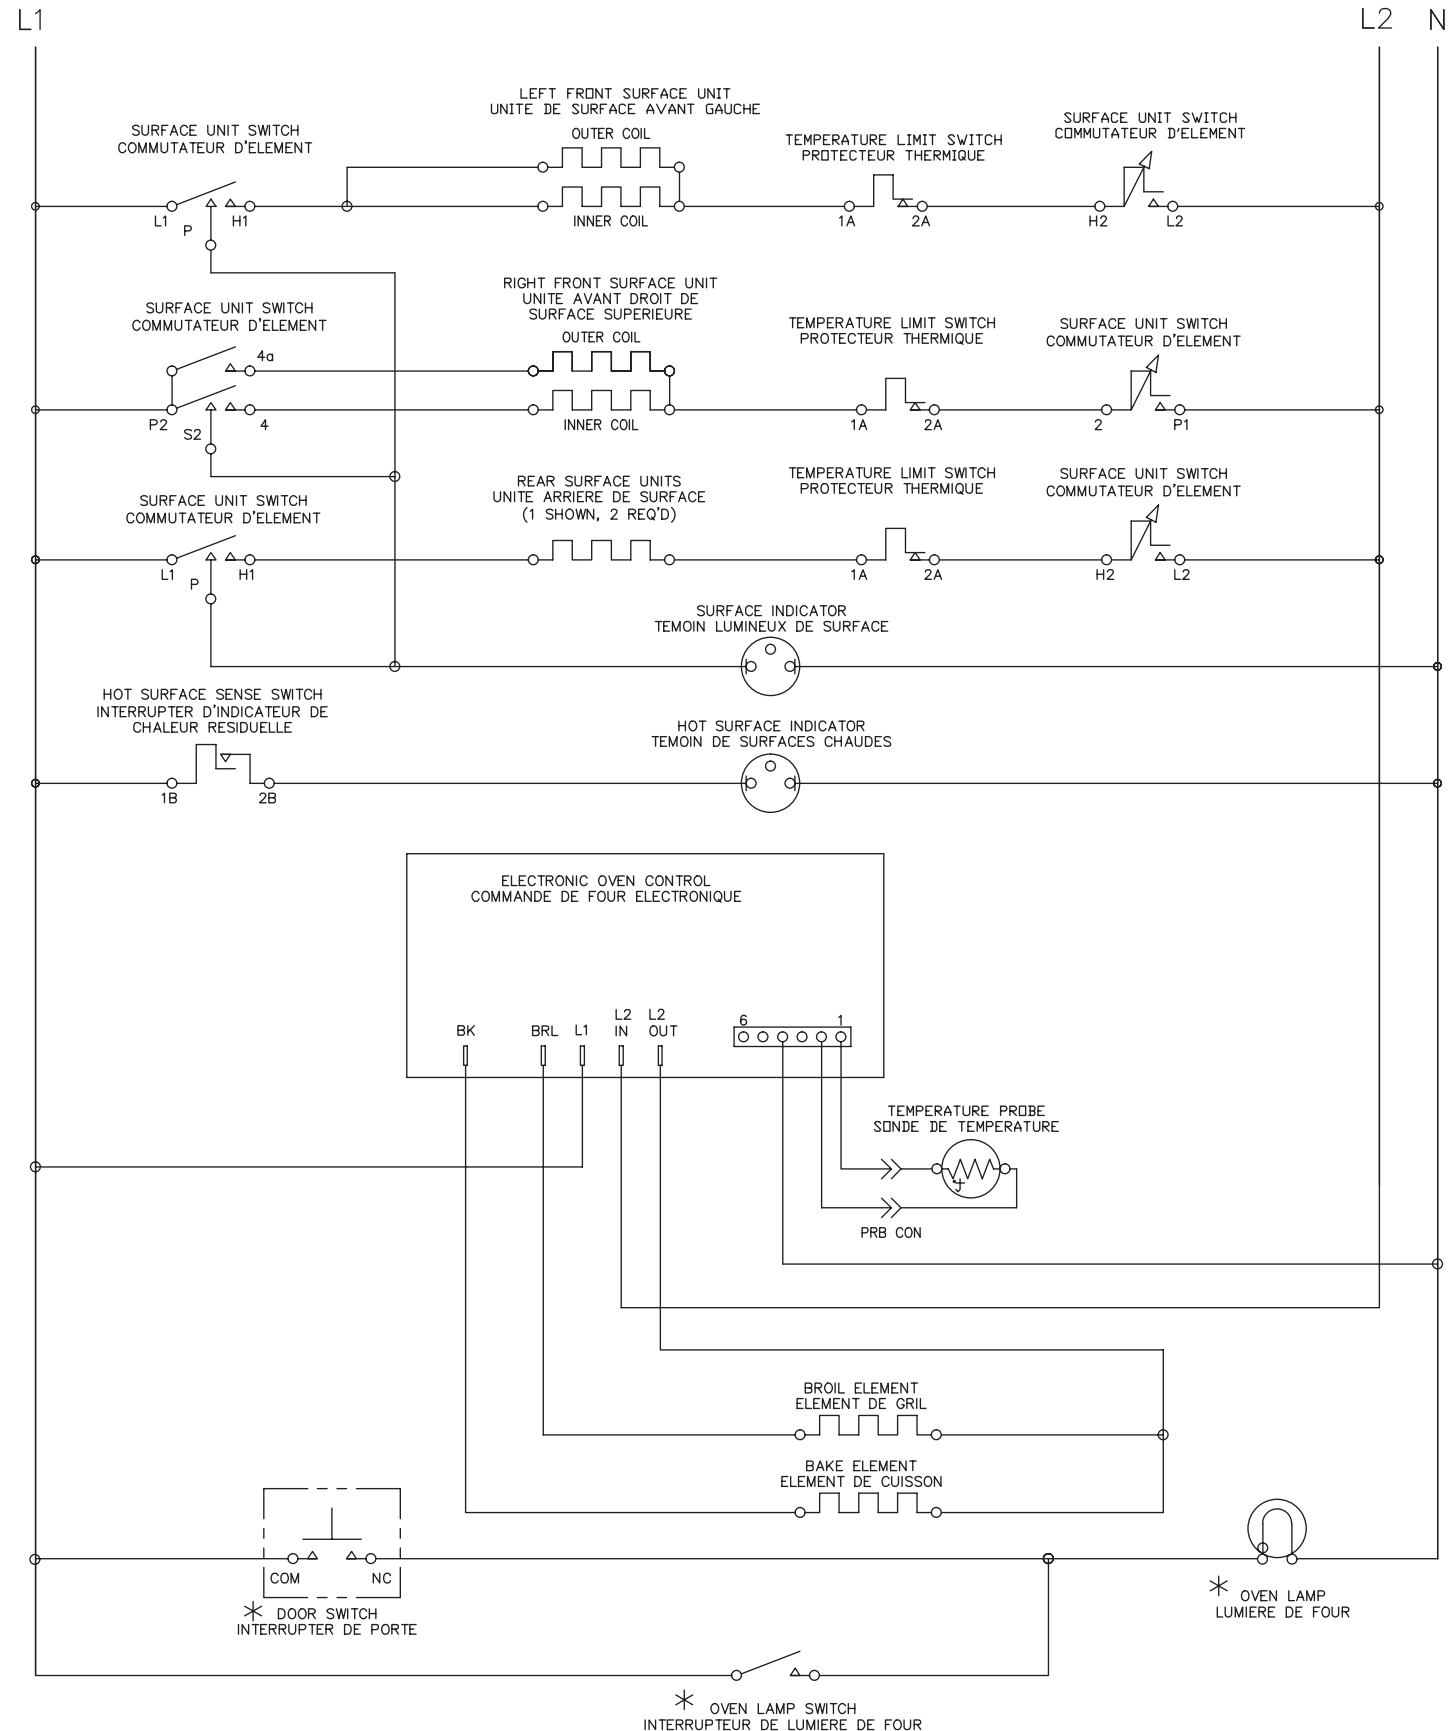 L1
L2 N
LEFT FRONT SURFACE UNIT
UNITE DE SURFACE AVANT GAUCHE
OUTER COIL
INNER COIL
SURFACE UNIT SWITCH
COMMUTATEUR D'ELEMENT
L1
P
H1
TEMPERATURE LIMIT SWITCH
PROTECTEUR THERMIQUE
1A
2A
SURFACE UNIT SWITCH
COMMUTATEUR D'ELEMENT
H2
L2
RIGHT FRONT SURFACE UNIT
UNITE AVANT DROIT DE
SURFACE SUPERIEURE
OUTER COIL
INNER COIL
SURFACE UNIT SWITCH
COMMUTATEUR D'ELEMENT
4a
P2
S2
4
TEMPERATURE LIMIT SWITCH
PROTECTEUR THERMIQUE
1A
2A
SURFACE UNIT SWITCH
COMMUTATEUR D'ELEMENT
2
P1
SURFACE UNIT SWITCH
COMMUTATEUR D'ELEMENT
L1
P
H1
REAR SURFACE UNITS
UNITE ARRIERE DE SURFACE
(1 SHOWN, 2 REQ'D)
TEMPERATURE LIMIT SWITCH
PROTECTEUR THERMIQUE
1A
2A
SURFACE UNIT SWITCH
COMMUTATEUR D'ELEMENT
H2
L2
SURFACE INDICATOR
TEMOIN LUMINEUX DE SURFACE
HOT SURFACE SENSE SWITCH
INTERRUPTER D'INDICATEUR DE
CHALEUR RESIDUELLE
1B
2B
HOT SURFACE INDICATOR
TEMOIN DE SURFACES CHAUDES
ELECTRONIC OVEN CONTROL
COMMANDE DE FOUR ELECTRONIQUE
BK
BRL
L1
L2
IN
L2
OUT
6
1
TEMPERATURE PROBE
SONDE DE TEMPERATURE
t
PRB CON
BROIL ELEMENT
ELEMENT DE GRIL
BAKE ELEMENT
ELEMENT DE CUISSON
COM
NC
* DOOR SWITCH
INTERRUPTER DE PORTE
* OVEN LAMP
LUMIERE DE FOUR
* OVEN LAMP SWITCH
INTERRUPTEUR DE LUMIERE DE FOUR